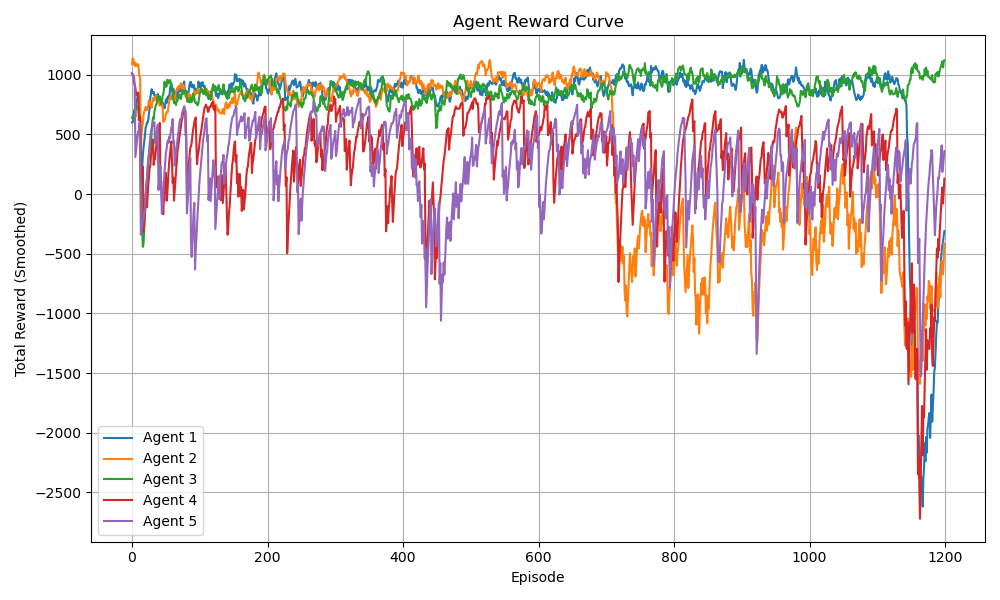 Agent Reward Curve
Total Reward (Smoothed)
1000
500
0
−500
−1000
−1500
−2000
−2500
Agent 1
Agent 2
Agent 3
Agent 4
Agent 5
0 200 400 600 800 1000 1200
Episode